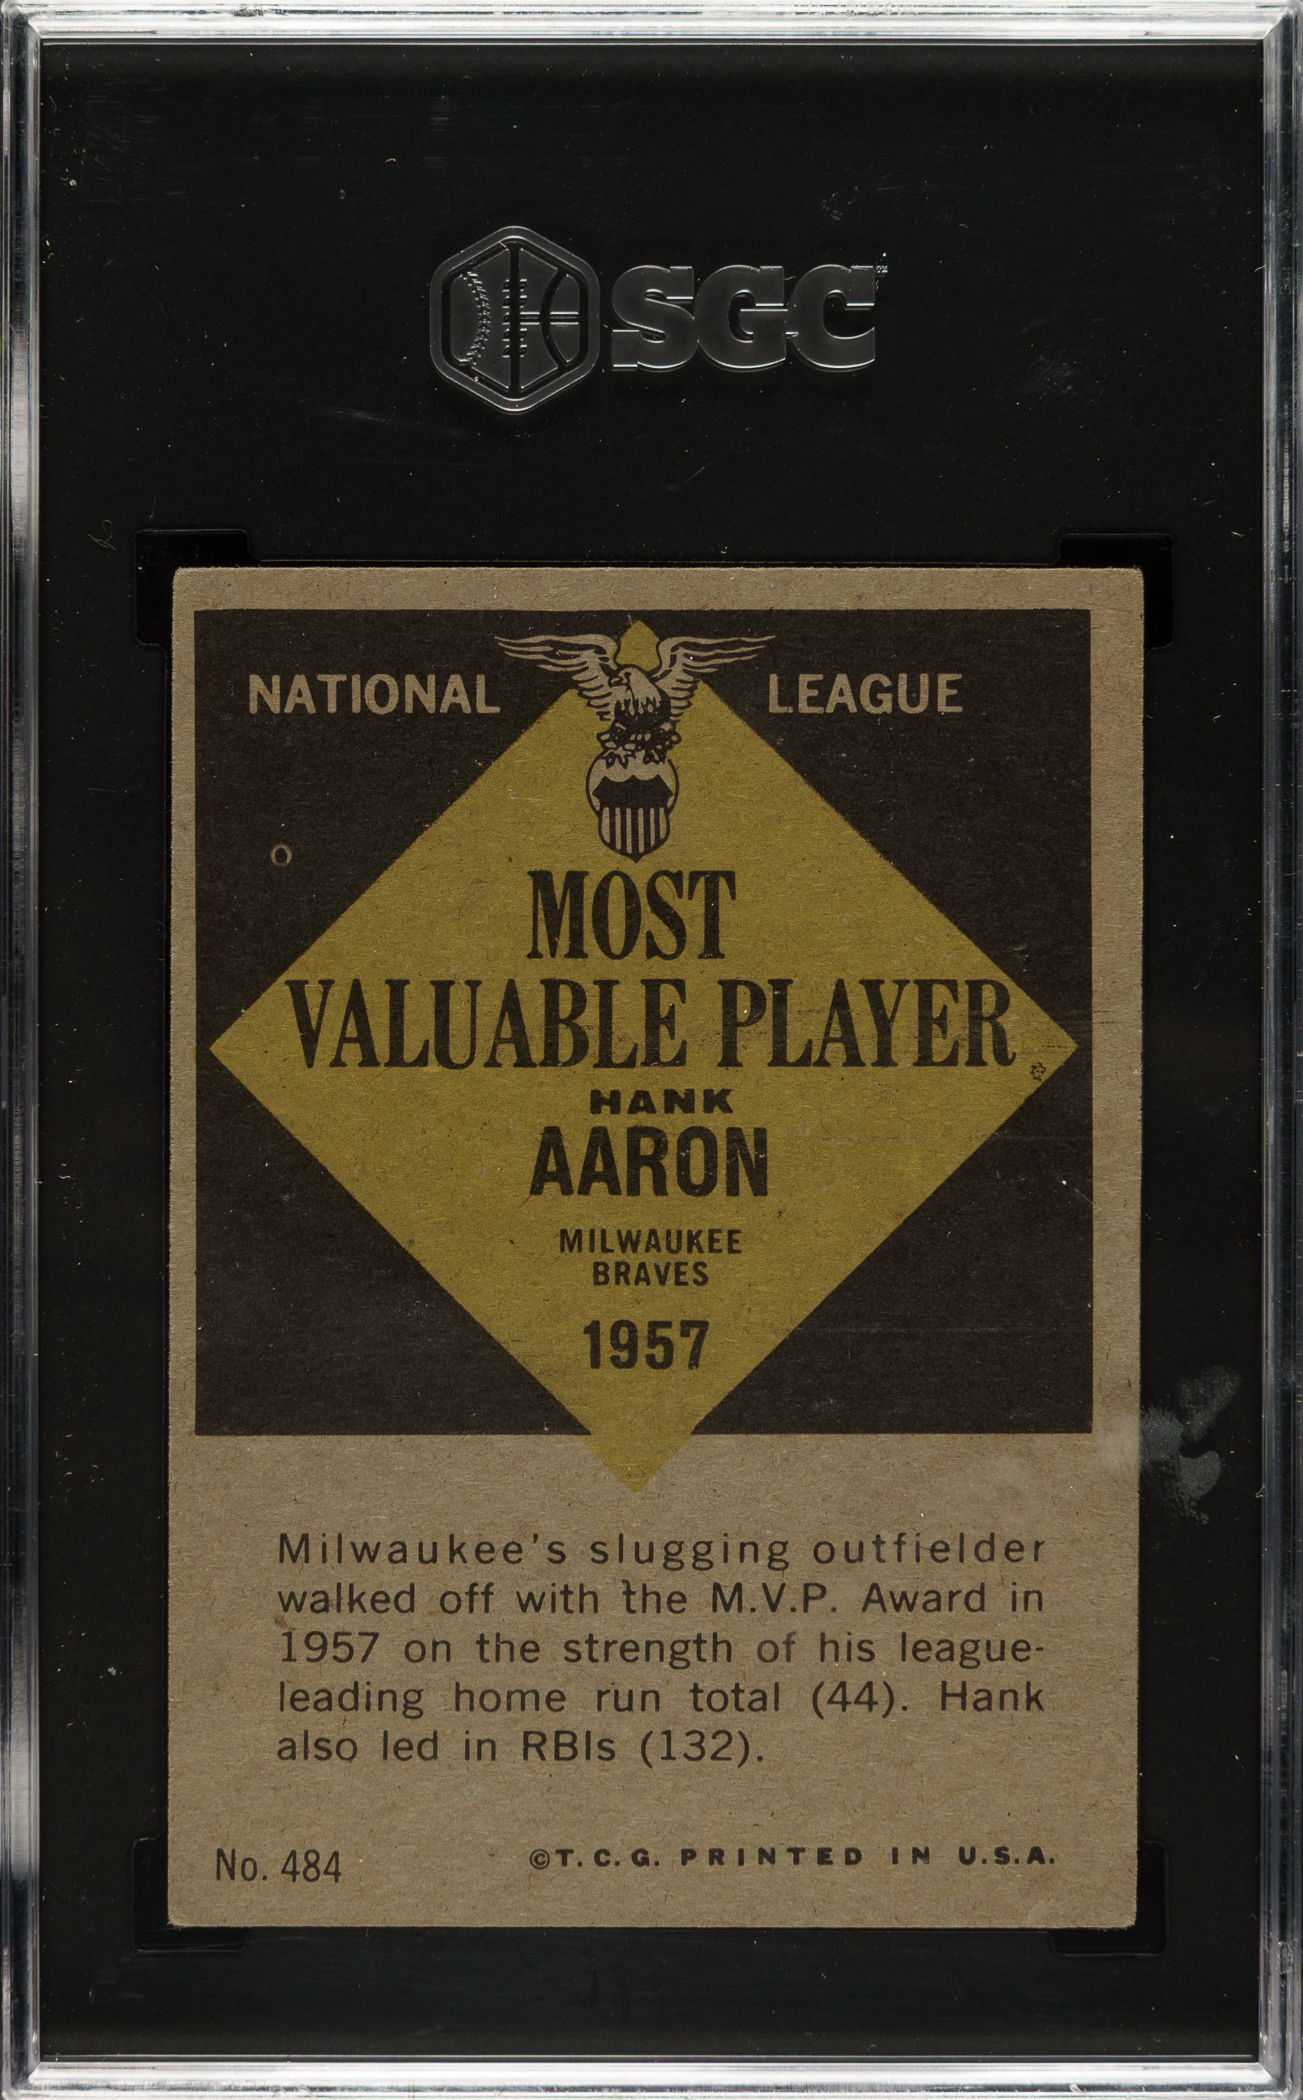 SGC
NATIONAL LEAGUE
MOST
VALUABLE PLAYER
HANK
AARON
MILWAUKEE
BRAVES
1957
Milwaukee's slugging outfielder
walked off with the M.V.P. Award in
1957 on the strength of his league-
leading home run total (44). Hank
also led in RBIs (132).
No. 484 ©T.C.G. PRINTED IN U.S.A.